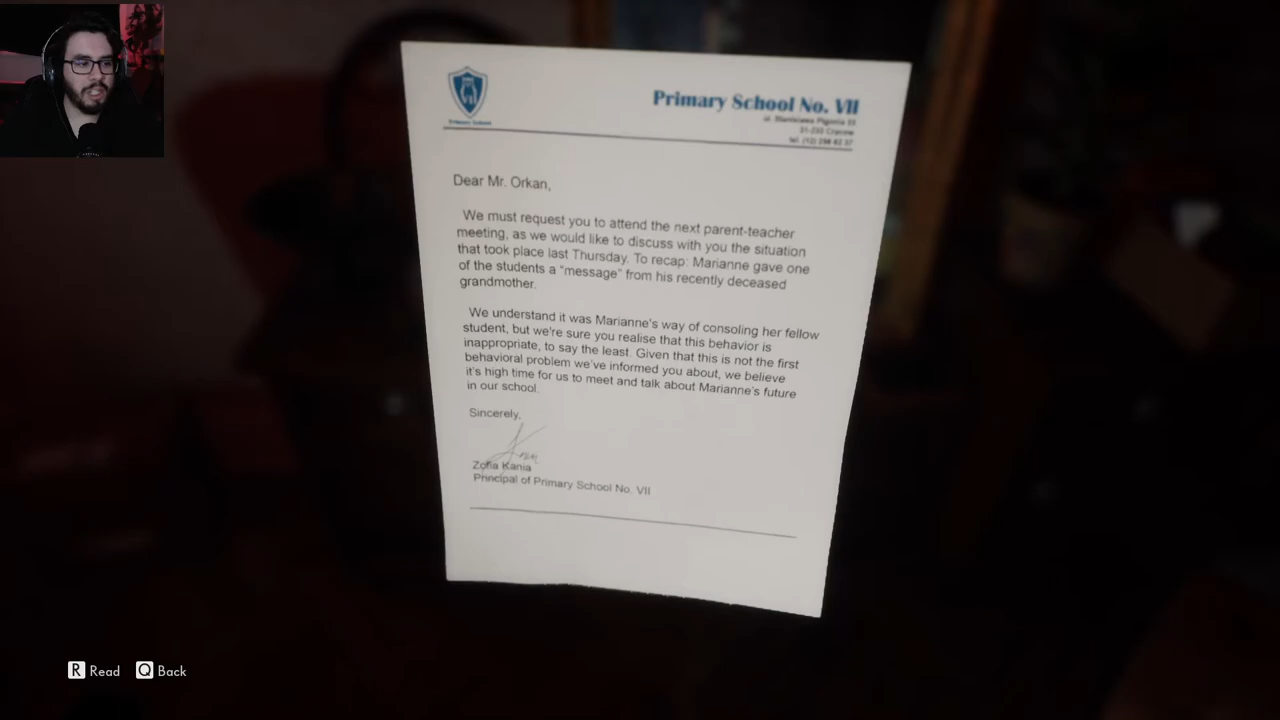 Primary School No. VII
Primary School
ul. Stanisława Pigonia
Cracow
Dear Mr. Orkan,
We must request you to attend the next parent-teacher
meeting, as we would like to discuss with you the situation
that took place last Thursday. To recap: Marianne gave one
of the students a "message" from his recently deceased
grandmother.
We understand it was Marianne's way of consoling her fellow
student, but we're sure you realise that this behavior is
inappropriate, to say the least. Given that this is not the first
behavioral problem we've informed you about, we believe
it's high time for us to meet and talk about Marianne's future
in our school.
Sincerely,
Zofia Kania
Principal of Primary School No. VII
R Read Q Back